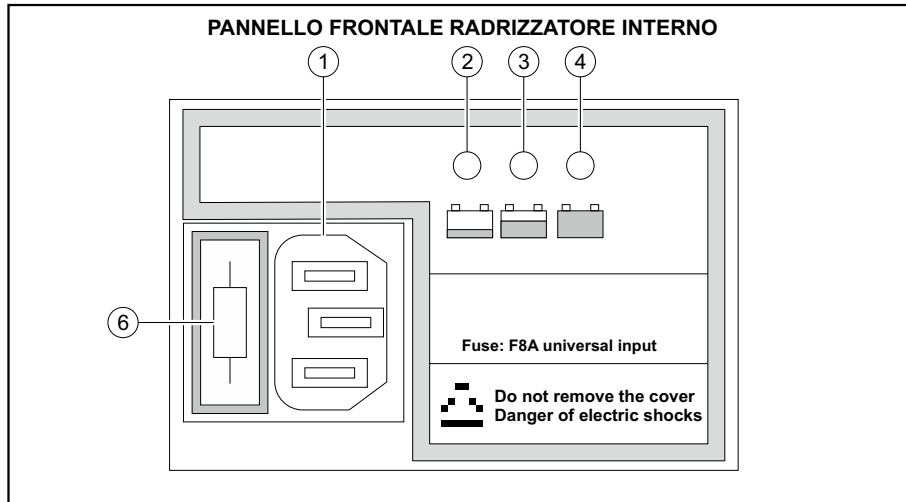 PANNELLO FRONTALE RADRIZZATORE INTERNO
1
2
3
4
6
Fuse: F8A universal input
Do not remove the cover
Danger of electric shocks